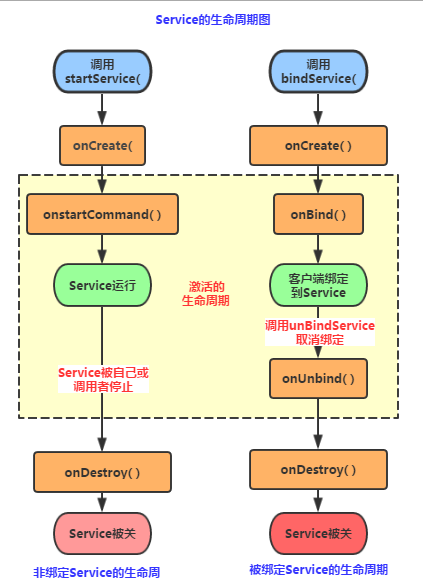 Service的生命周期图
调用
startService(
调用
bindService(
onCreate(
onCreate( )
onstartCommand( )
onBind( )
Service运行
激活的
生命周期
客户端绑定
到Service
调用unBindService
取消绑定
Service被自己或
调用者停止
onUnbind( )
onDestroy( )
onDestroy( )
Service被关
Service被关
非绑定Service的生命周
被绑定Service的生命周期